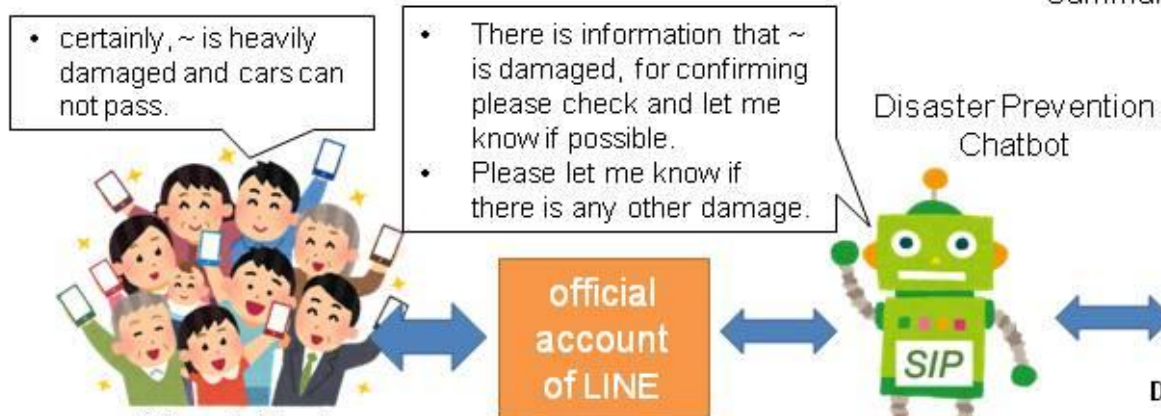 • certainly, ~ is heavily
damaged and cars can
not pass.
• There is information that ~
is damaged, for confirming
please check and let me
know if possible.
• Please let me know if
there is any other damage.
Disaster Prevention
Chatbot
official
account
of LINE
SIP